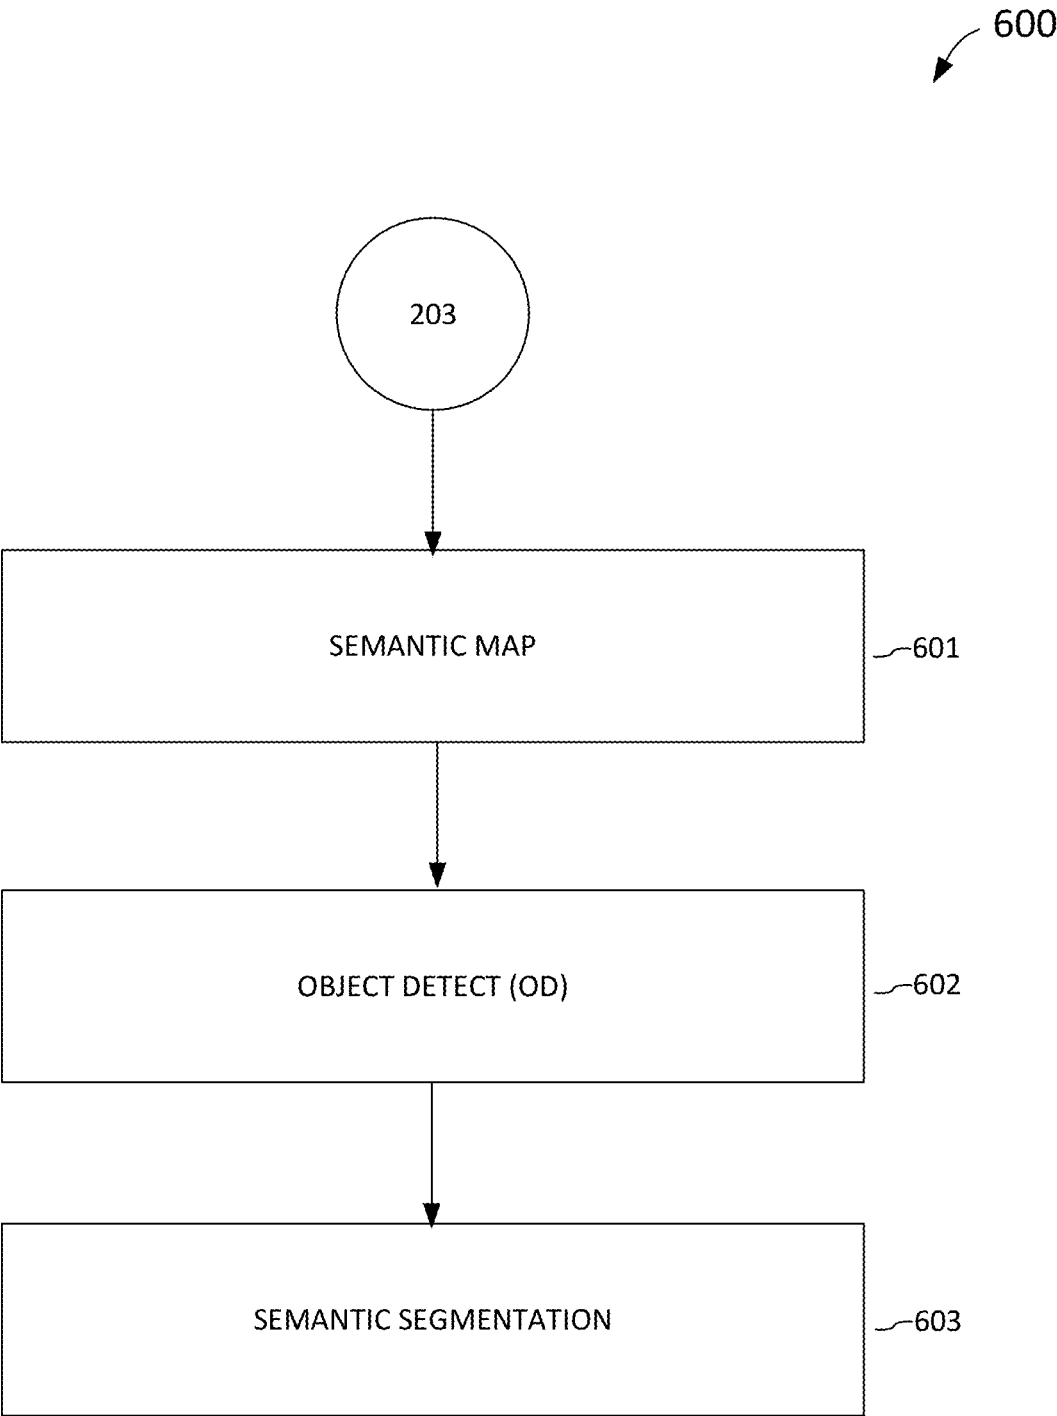 600
203
SEMANTIC MAP
601
OBJECT DETECT (OD)
602
SEMANTIC SEGMENTATION
603